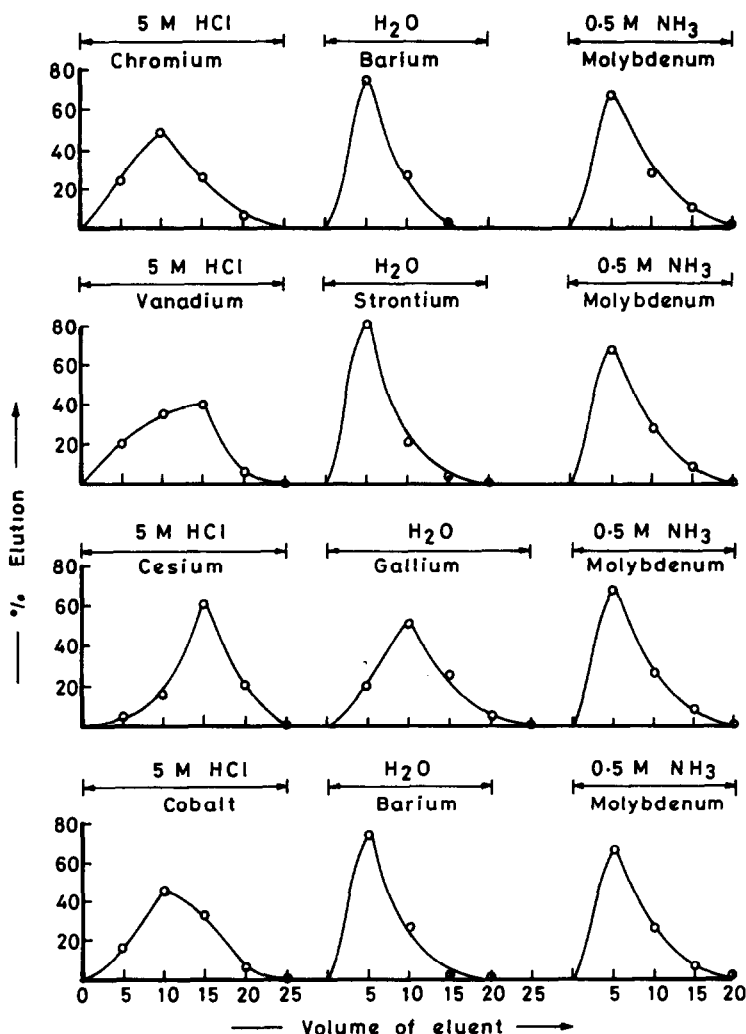 5 M HCl H2O 0·5 M NH3
Chromium Barium Molybdenum
80
60
40
20
5 M HCl H2O 0·5 M NH3
Vanadium Strontium Molybdenum
80
60
40
20
5 M HCl H2O 0·5 M NH3
Cesium Gallium Molybdenum
80
60
40
20
5 M HCl H2O 0·5 M NH3
Cobalt Barium Molybdenum
80
60
40
20
0 5 10 15 20 25 5 10 15 20 25 5 10 15 20
% Elution
Volume of eluent